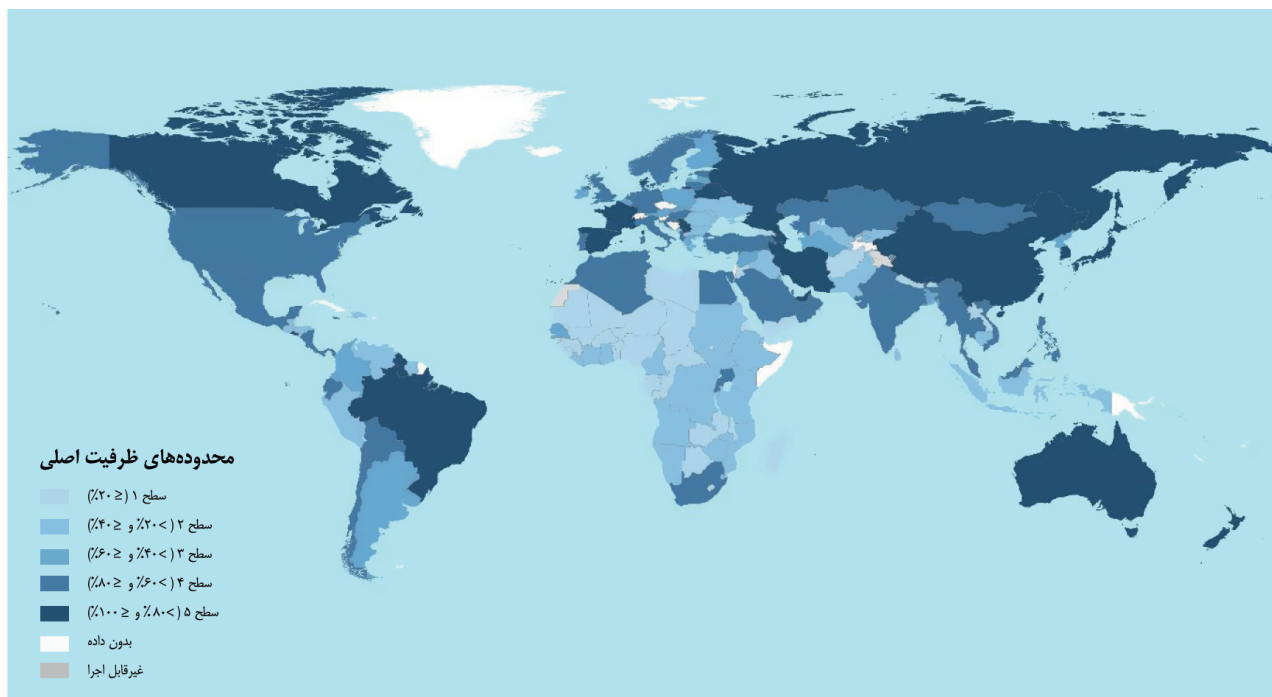 محدوده‌های ظرفیت اصلی
سطح ۱ (≤ ۲۰٪)
سطح ۲ (>۲۰٪ و ≤ ۴۰٪)
سطح ۳ (>۴۰٪ و ≤ ۶۰٪)
سطح ۴ (>۶۰٪ و ≤ ۸۰٪)
سطح ۵ (>۸۰٪ و ≤ ۱۰۰٪)
بدون داده
غیرقابل اجرا